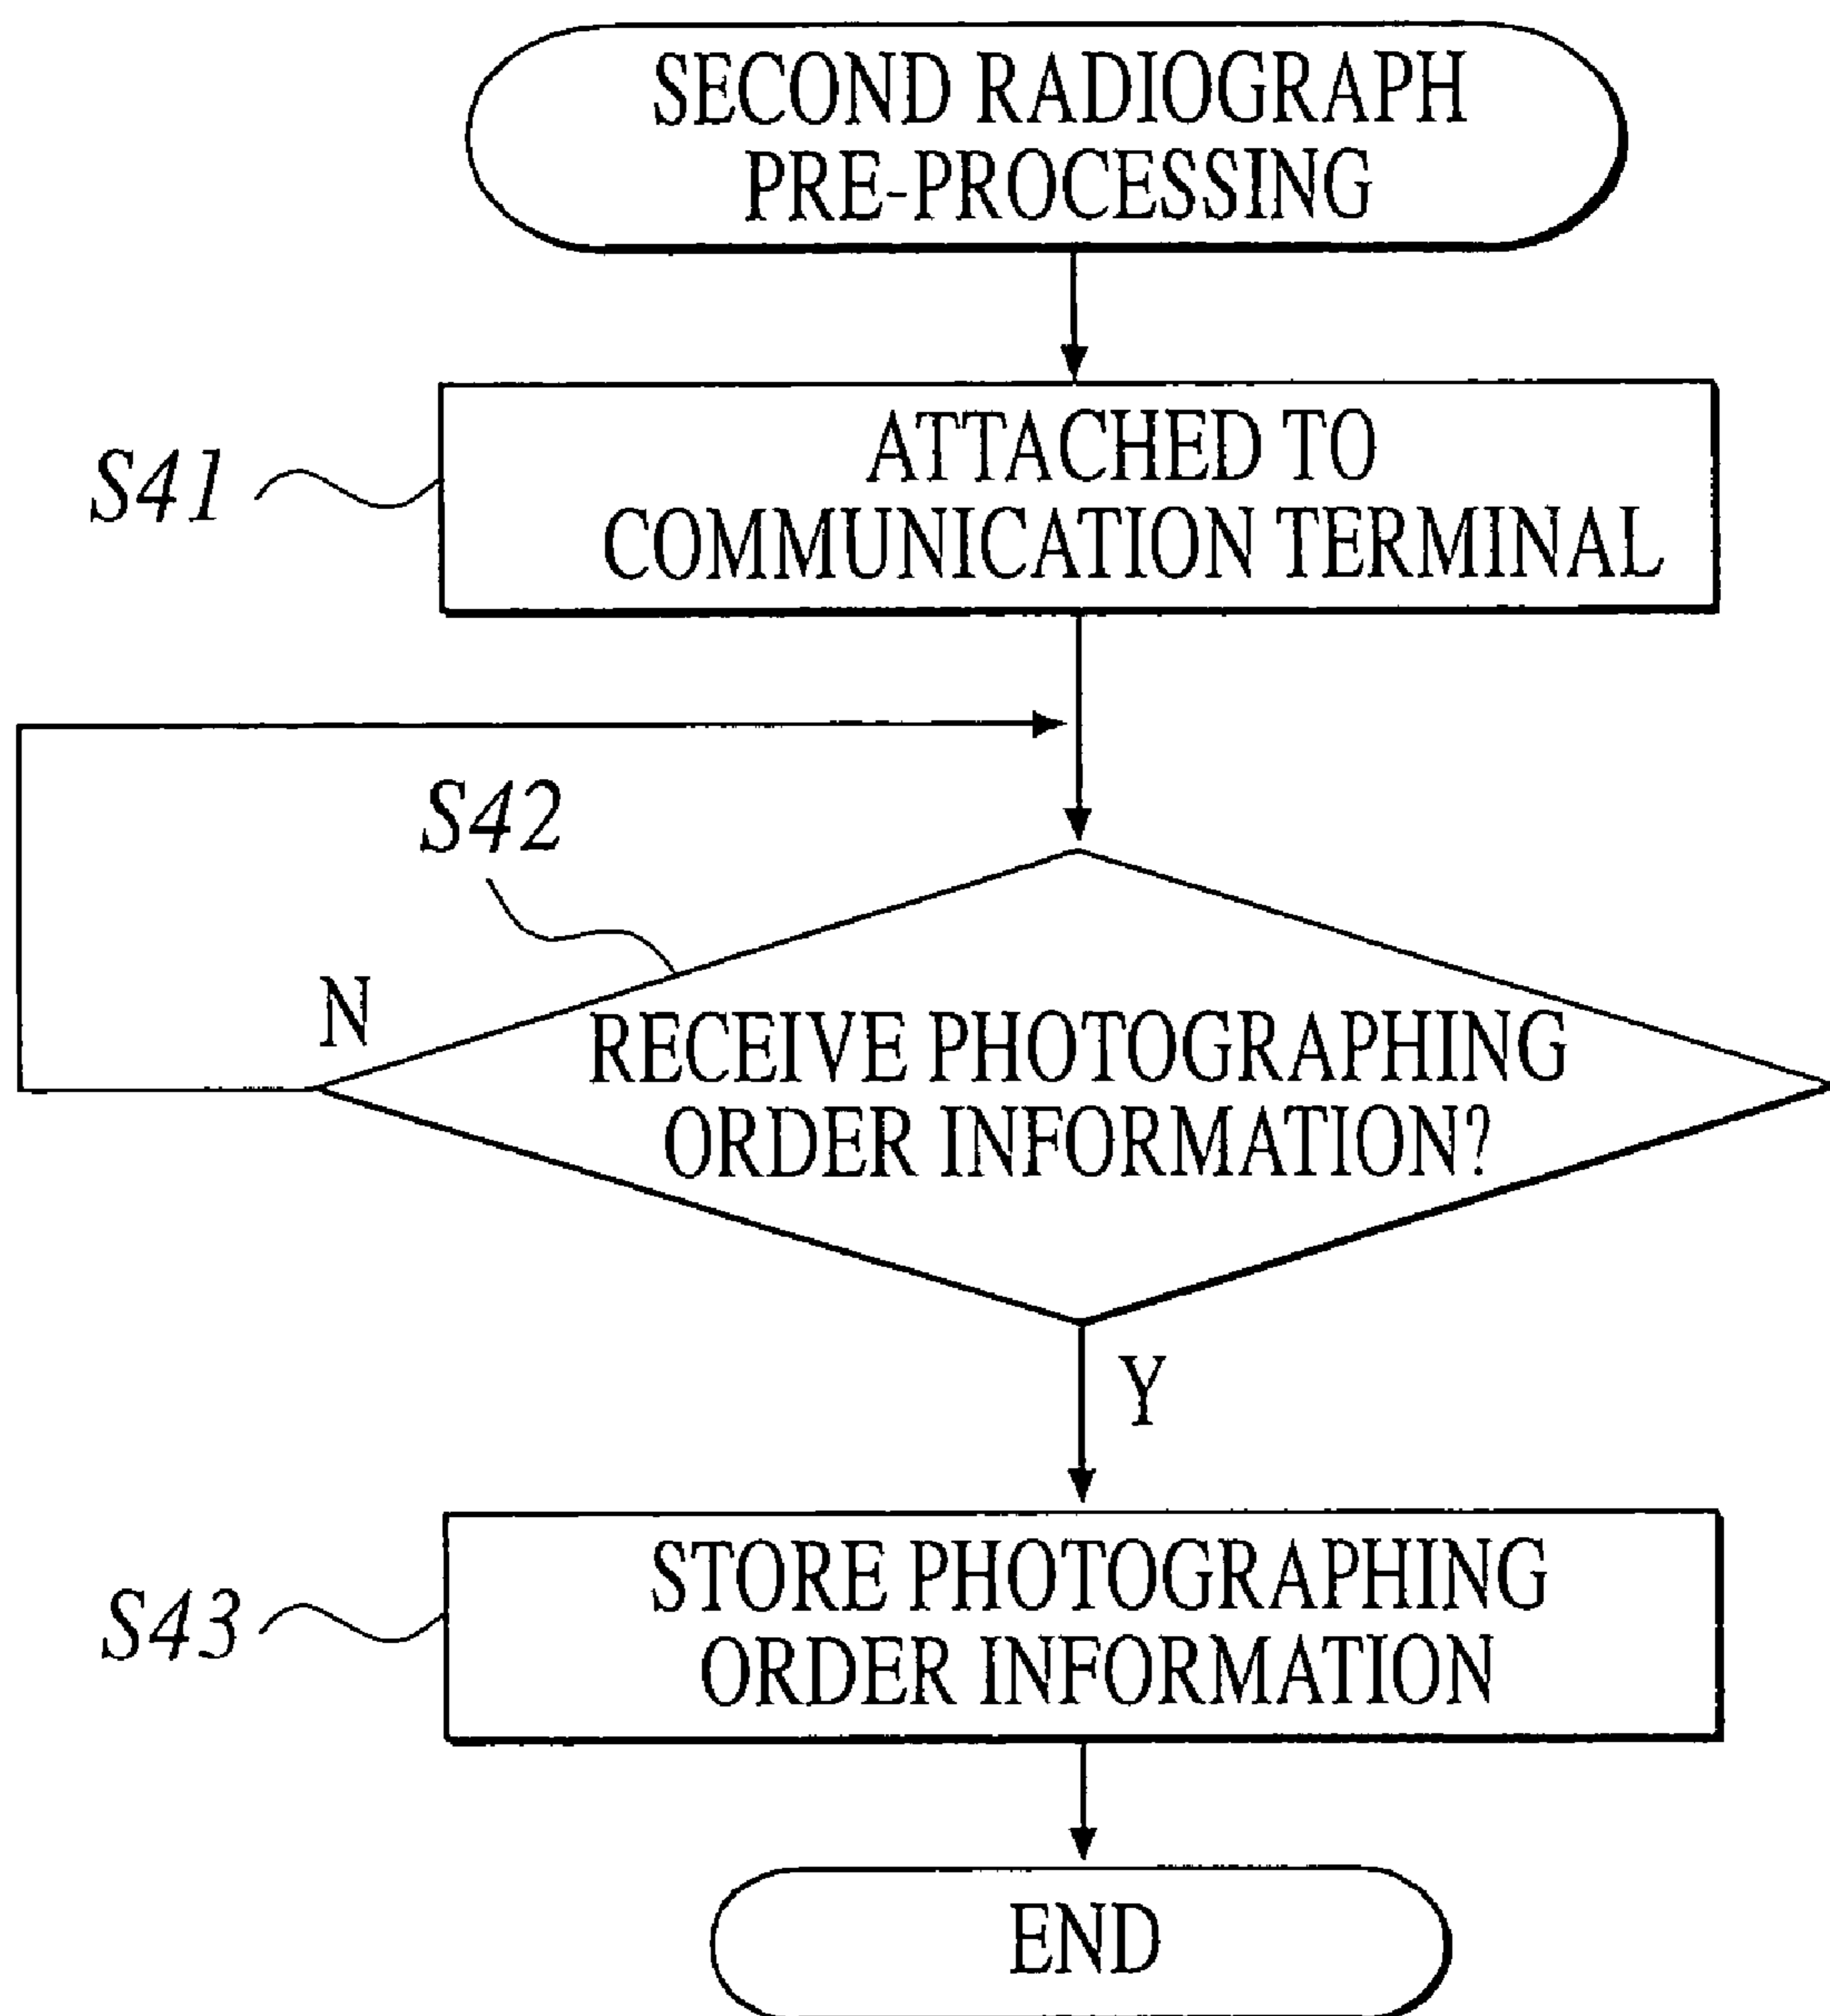 SECOND RADIOGRAPH
PRE-PROCESSING
S41
ATTACHED TO
COMMUNICATION TERMINAL
S42
N
RECEIVE PHOTOGRAPHING
ORDER INFORMATION?
Y
S43
STORE PHOTOGRAPHING
ORDER INFORMATION
END